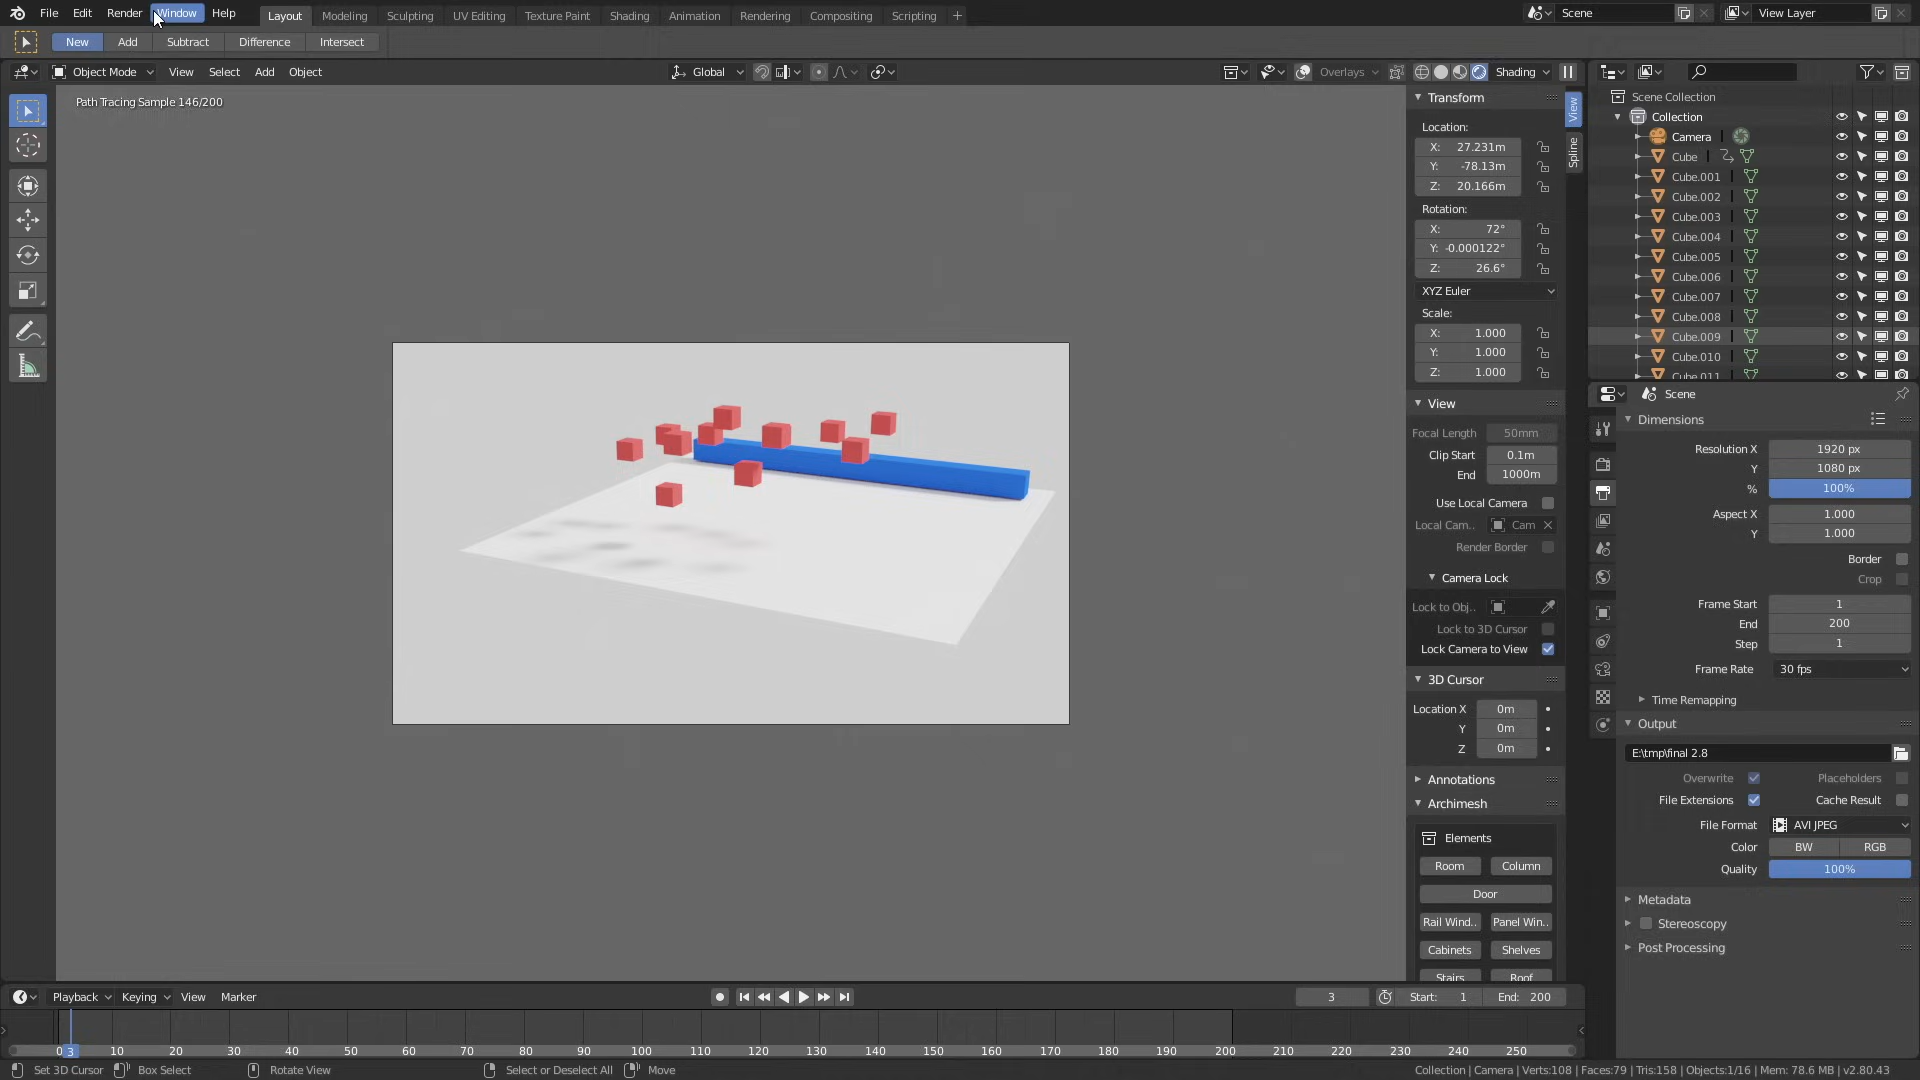 File Edit Render Window Help Layout Modeling Sculpting UV Editing Texture Paint Shading Animation Rendering Compositing Scripting + Scene View Layer
New Add Subtract Difference Intersect
Object Mode View Select Add Object Global Overlays Shading
Path Tracing Sample 146/200
Transform
Location:
X: 27.231m
Y: -78.13m
Z: 20.166m
Rotation:
X: 72°
Y: -0.000122°
Z: 26.6°
XYZ Euler
Scale:
X: 1.000
Y: 1.000
Z: 1.000
View
Focal Length 50mm
Clip Start 0.1m
End 1000m
Use Local Camera
Local Cam.. Cam
Render Border
Camera Lock
Lock to Obj..
Lock to 3D Cursor
Lock Camera to View
3D Cursor
Location X 0m
Y 0m
Z 0m
Annotations
Archimesh
Elements
Room Column
Door
Rail Wind.. Panel Win..
Cabinets Shelves
Stairs Roof
View
Spline
Scene Collection
Collection
Camera
Cube
Cube.001
Cube.002
Cube.003
Cube.004
Cube.005
Cube.006
Cube.007
Cube.008
Cube.009
Cube.010
Cube.011
Scene
Dimensions
Resolution X 1920 px
Y 1080 px
% 100%
Aspect X 1.000
Y 1.000
Border
Crop
Frame Start 1
End 200
Step 1
Frame Rate 30 fps
Time Remapping
Output
E:\tmp\final 2.8
Overwrite Placeholders
File Extensions Cache Result
File Format AVI JPEG
Color BW RGB
Quality 100%
Metadata
Stereoscopy
Post Processing
Playback Keying View Marker 3 Start: 1 End: 200
0 3 10 20 30 40 50 60 70 80 90 100 110 120 130 140 150 160 170 180 190 200 210 220 230 240 250
Set 3D Cursor Box Select Rotate View Select or Deselect All Move Collection | Camera | Verts:108 | Faces:79 | Tris:158 | Objects:1/16 | Mem: 78.6 MB | v2.80.43